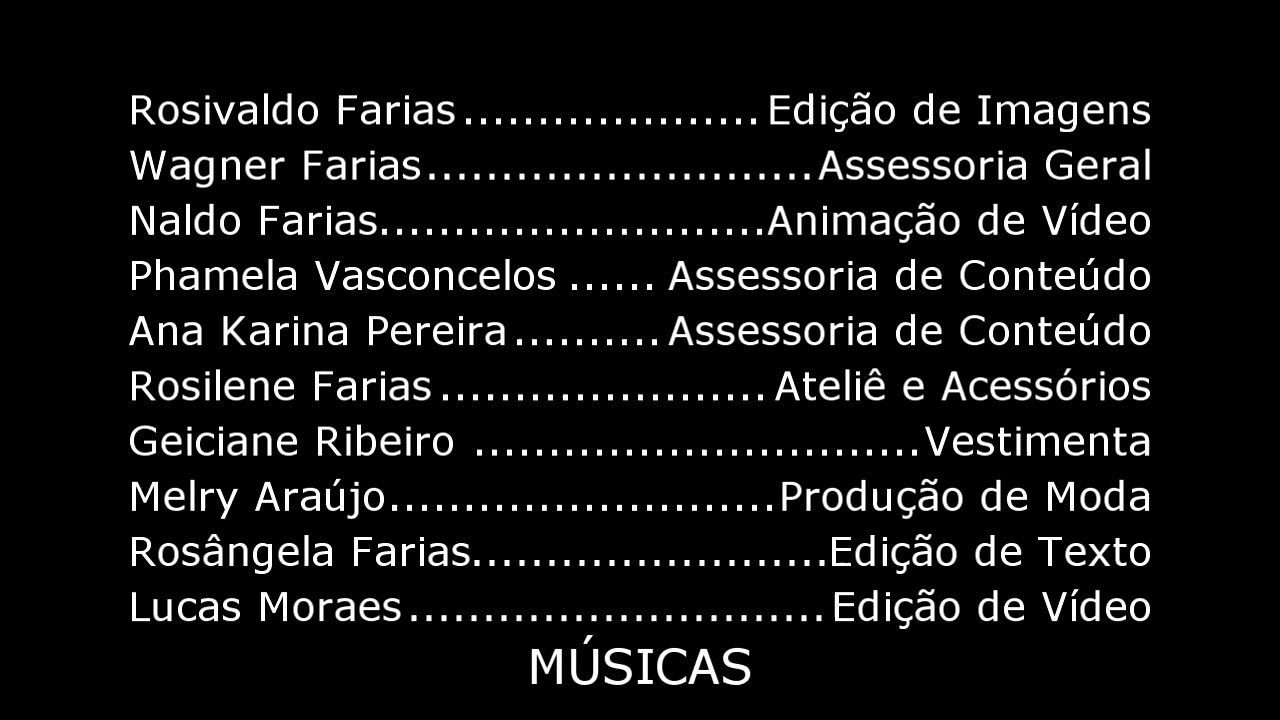 Rosivaldo Farias.................... Edição de Imagens
Wagner Farias..........................Assessoria Geral
Naldo Farias..........................Animação de Vídeo
Phamela Vasconcelos ...... Assessoria de Conteúdo
Ana Karina Pereira.......... Assessoria de Conteúdo
Rosilene Farias...................... Ateliê e Acessórios
Geiciane Ribeiro ..............................Vestimenta
Melry Araújo..........................Produção de Moda
Rosângela Farias........................Edição de Texto
Lucas Moraes............................ Edição de Vídeo
MÚSICAS